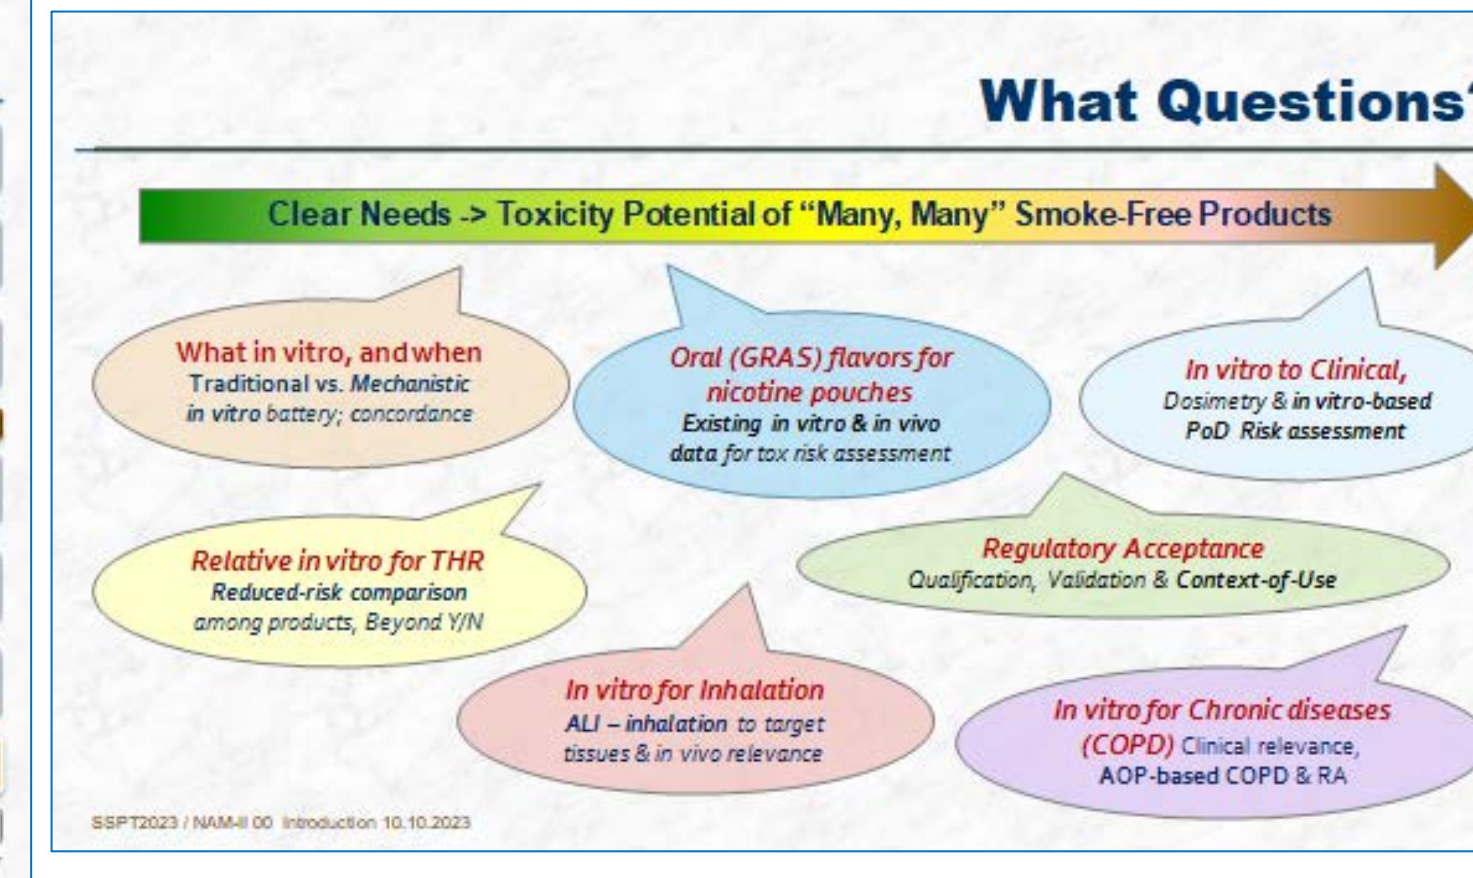 What Questions?
Clear Needs -> Toxicity Potential of “Many, Many” Smoke-Free Products
What in vitro, and when
Traditional vs. Mechanistic
in vitro battery; concordance
Oral (GRAS) flavors for
nicotine pouches
Existing in vitro & in vivo
data for tox risk assessment
In vitro to Clinical,
Dosimetry & in vitro-based
PoD Risk assessment
Relative in vitro for THR
Reduced-risk comparison
among products, Beyond Y/N
Regulatory Acceptance
Qualification, Validation & Context-of-Use
In vitro for Inhalation
ALI – inhalation to target
tissues & in vivo relevance
In vitro for Chronic diseases
(COPD) Clinical relevance,
AOP-based COPD & RA
SSPT2023 / NAM-II 00 Introduction 10.10.2023